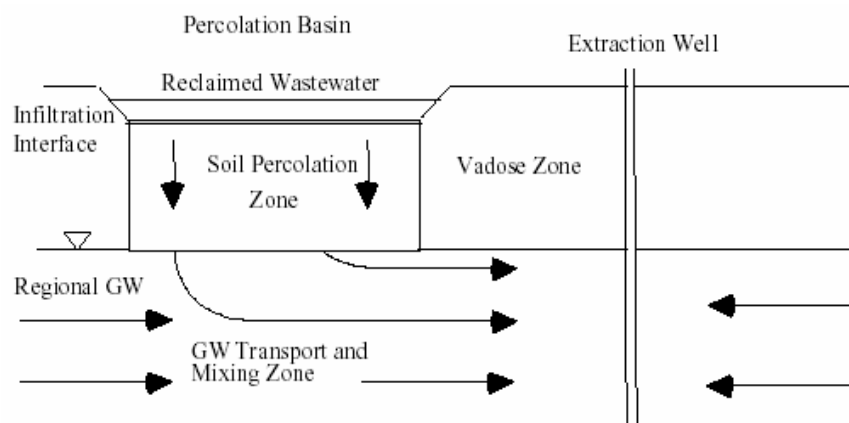 Percolation Basin
Extraction Well
Reclaimed Wastewater
Infiltration
Interface
Soil Percolation
Zone
Vadose Zone
Regional GW
GW Transport and
Mixing Zone